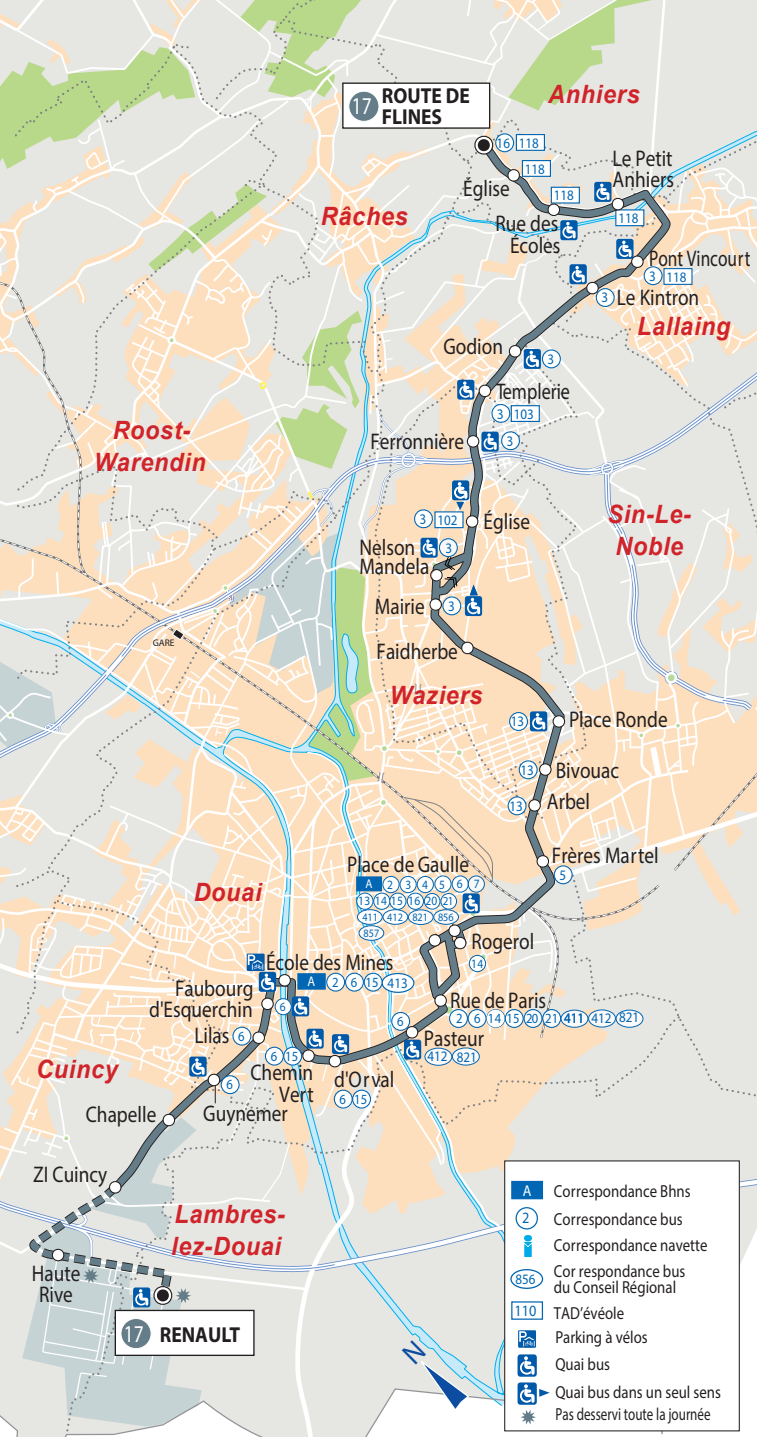 Anhiers
17 ROUTE DE
FLINES
16 118
118
Église
Le Petit
Anhiers
118
118
Râches
Rue des
Écoles
Pont Vincourt
3 118
3 Le Kintron
Lallaing
Godion
3
Templerie
3 103
Roost-
Warendin
Ferronnière
3
Sin-Le-
Noble
3 102 Église
Nelson
Mandela
3
Mairie 3
GARE
Faidherbe
Waziers
13 Place Ronde
13 Bivouac
13 Arbel
Frères Martel
5
Place de Gaulle
A 2 3 4 5 6 7
13 14 15 16 20 21
411 412 821 856
857
Douai
Rogerol
14
École des Mines
A 2 6 15 413
Faubourg
d'Esquerchin
6
Rue de Paris
2 6 14 15 20 21 411 412 821
Lilas 6
6
Pasteur
412 821
6 15
Chemin
Vert
d'Orval
6 15
Cuincy
6
Guynemer
Chapelle
ZI Cuincy
Lambres-
lez-Douai
Haute
Rive
17 RENAULT
N
A Correspondance Bhns
2 Correspondance bus
Correspondance navette
856 Cor respondance bus
du Conseil Régional
110 TAD'évéole
P Parking à vélos
Quai bus
Quai bus dans un seul sens
Pas desservi toute la journée